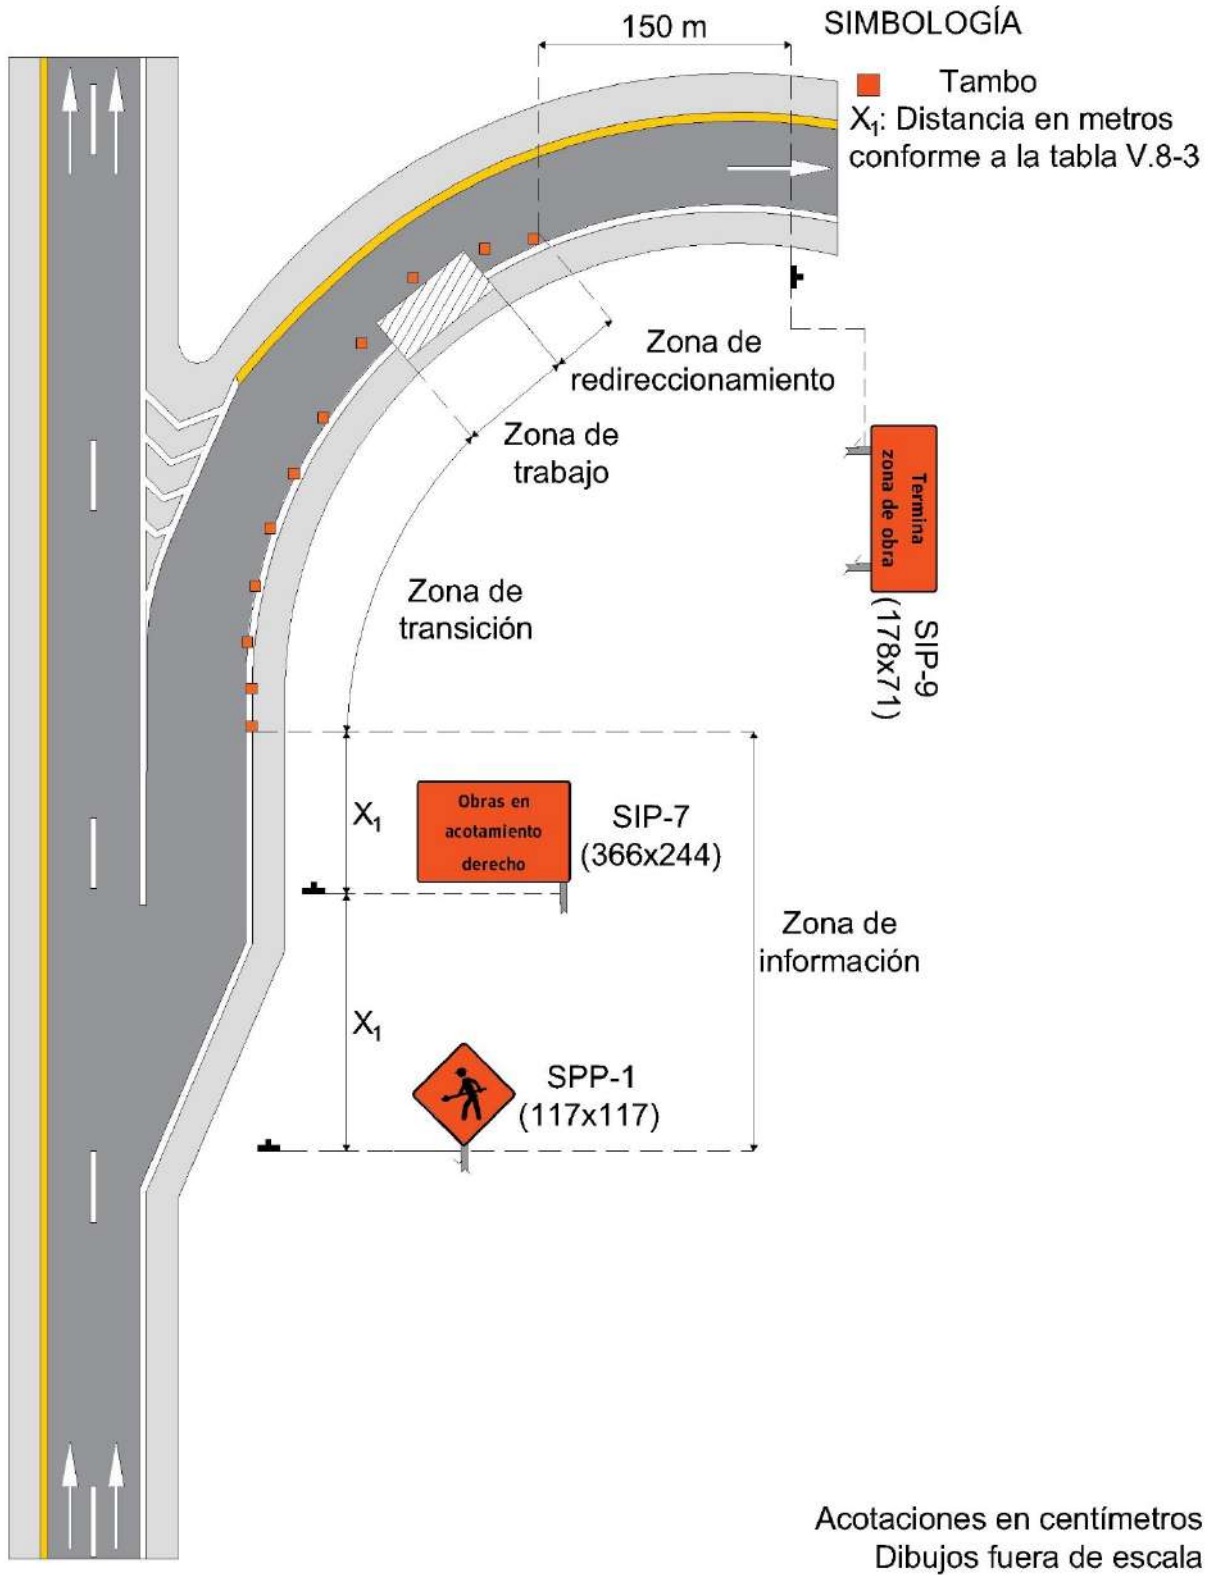 150 m
SIMBOLOGÍA
Tambo
X₁: Distancia en metros
conforme a la tabla V.8-3
Zona de
redireccionamiento
Zona de
trabajo
Termina
zona de obra
SIP-9
(178x71)
Zona de
transición
X₁
Obras en
acotamiento
derecho
SIP-7
(366x244)
Zona de
información
X₁
SPP-1
(117x117)
Acotaciones en centímetros
Dibujos fuera de escala